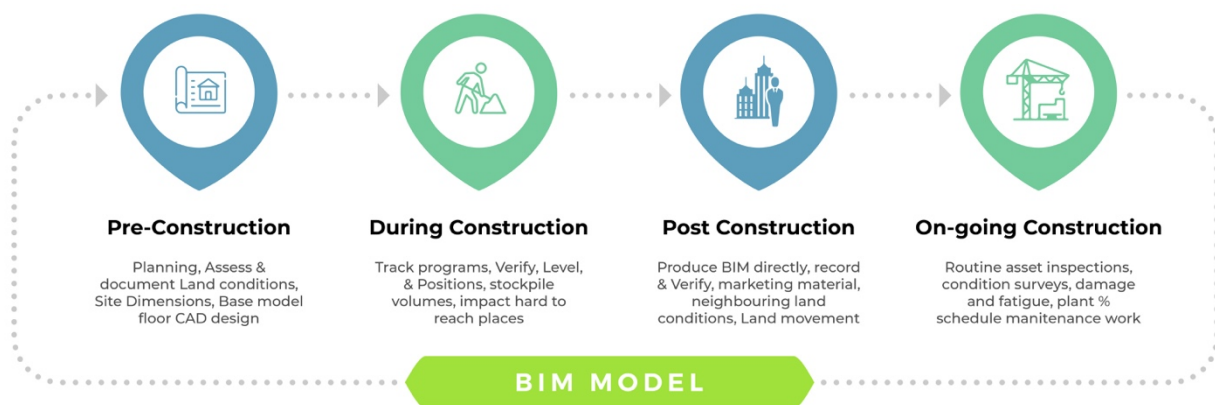 Pre-Construction
Planning, Assess &
document Land conditions,
Site Dimensions, Base model
floor CAD design
During Construction
Track programs, Verify, Level,
& Positions, stockpile
volumes, impact hard to
reach places
Post Construction
Produce BIM directly, record
& Verify, marketing material,
neighbouring land
conditions, Land movement
On-going Construction
Routine asset inspections,
condition surveys, damage
and fatigue, plant %
schedule manitenance work
BIM MODEL